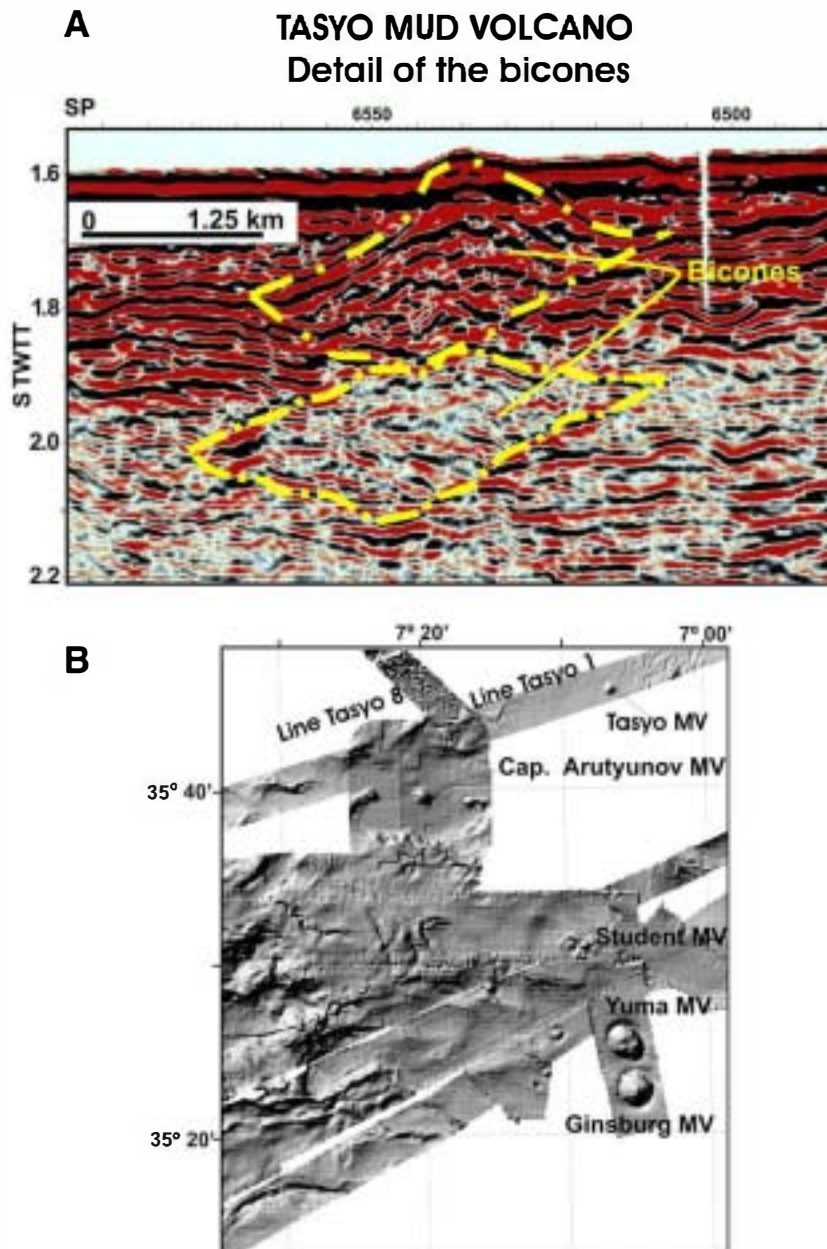 A
TASYO MUD VOLCANO
Detail of the bicones
SP
6550
6500
1.6
0 1.25 km
Bicones
1.8
STWTT
2.0
2.2
B
7° 20' 7° 00'
Line Tasyo 8
Line Tasyo 1
Tasyo MV
Cap. Arutyunov MV
35° 40'
Student MV
Yuma MV
35° 20'
Ginsburg MV